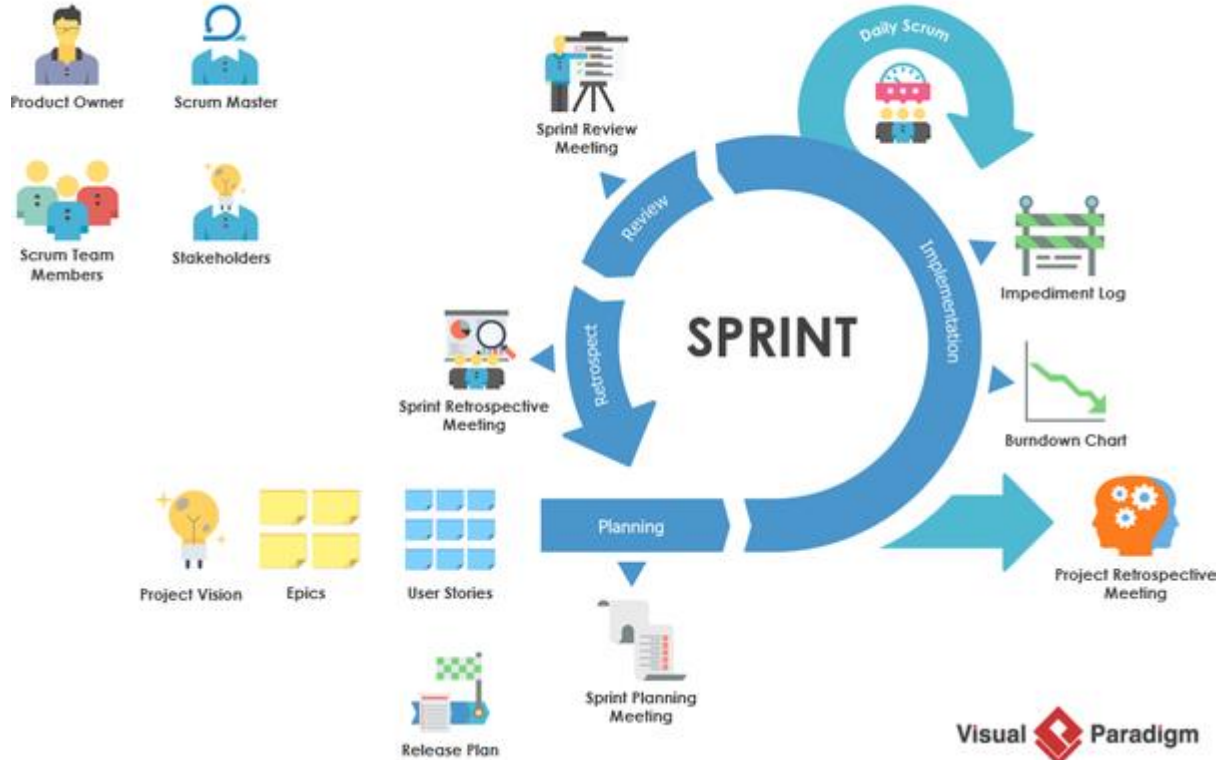 Product Owner
Scrum Master
Scrum Team
Members
Stakeholders
Sprint Review
Meeting
Daily Scrum
Review
Implementation
Impediment Log
SPRINT
Retrospect
Sprint Retrospective
Meeting
Burndown Chart
Planning
Project Vision
Epics
User Stories
Project Retrospective
Meeting
Sprint Planning
Meeting
Release Plan
Visual Paradigm